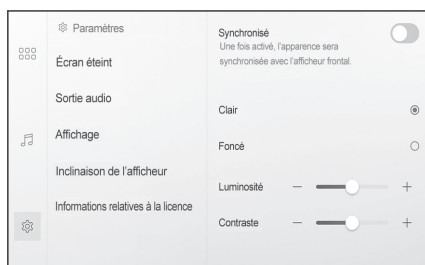 Paramètres
Écran éteint
Sortie audio
Affichage
Inclinaison de l'afficheur
Informations relatives à la licence
Synchronisé
Une fois activé, l'apparence sera
synchronisée avec l'afficheur frontal.
Clair
Foncé
Luminosité
Contraste